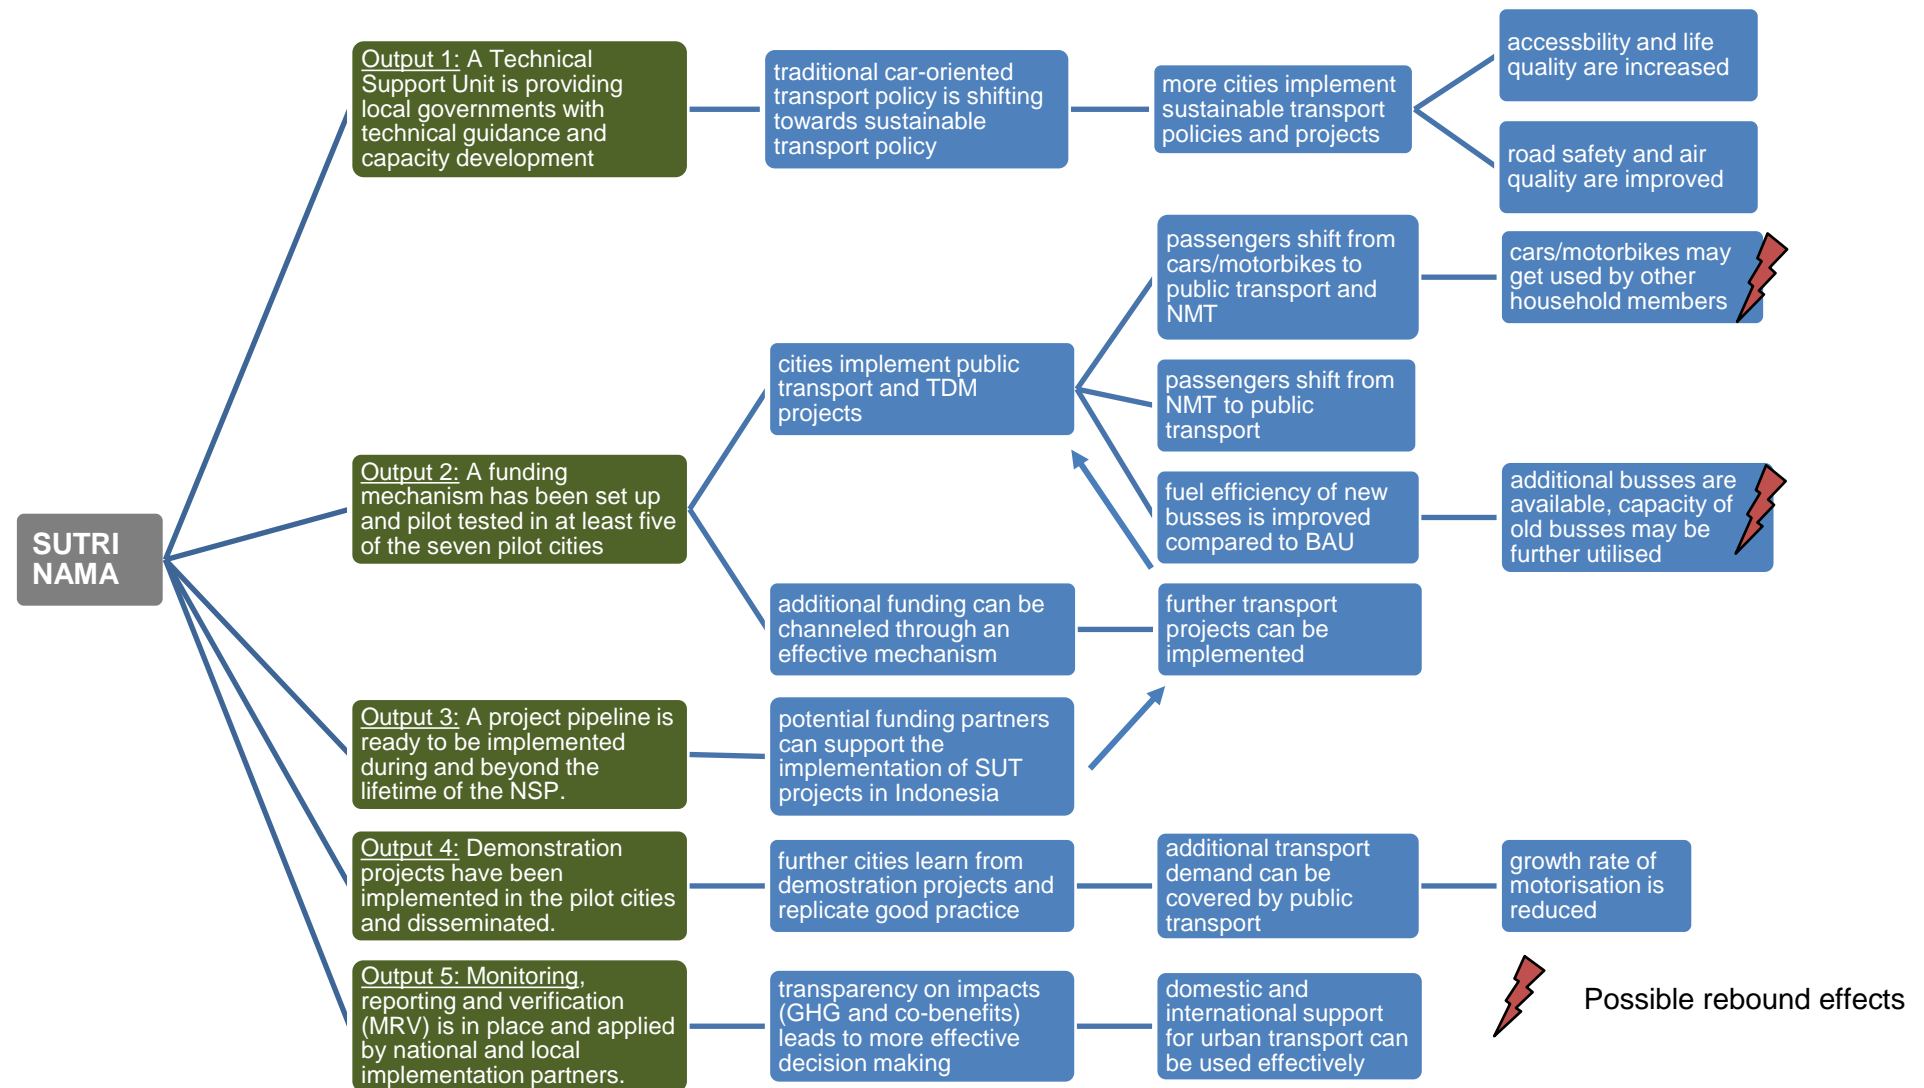 SUTRI
NAMA
Output 1: A Technical
Support Unit is providing
local governments with
technical guidance and
capacity development
traditional car-oriented
transport policy is shifting
towards sustainable
transport policy
more cities implement
sustainable transport
policies and projects
accessbility and life
quality are increased
road safety and air
quality are improved
Output 2: A funding
mechanism has been set up
and pilot tested in at least five
of the seven pilot cities
cities implement public
transport and TDM
projects
passengers shift from
cars/motorbikes to
public transport and
NMT
cars/motorbikes may
get used by other
household members
passengers shift from
NMT to public
transport
fuel efficiency of new
busses is improved
compared to BAU
additional busses are
available, capacity of
old busses may be
further utilised
additional funding can be
channeled through an
effective mechanism
further transport
projects can be
implemented
Output 3: A project pipeline is
ready to be implemented
during and beyond the
lifetime of the NSP.
potential funding partners
can support the
implementation of SUT
projects in Indonesia
Output 4: Demonstration
projects have been
implemented in the pilot cities
and disseminated.
further cities learn from
demostration projects and
replicate good practice
additional transport
demand can be
covered by public
transport
growth rate of
motorisation is
reduced
Output 5: Monitoring,
reporting and verification
(MRV) is in place and applied
by national and local
implementation partners.
transparency on impacts
(GHG and co-benefits)
leads to more effective
decision making
domestic and
international support
for urban transport can
be used effectively
Possible rebound effects